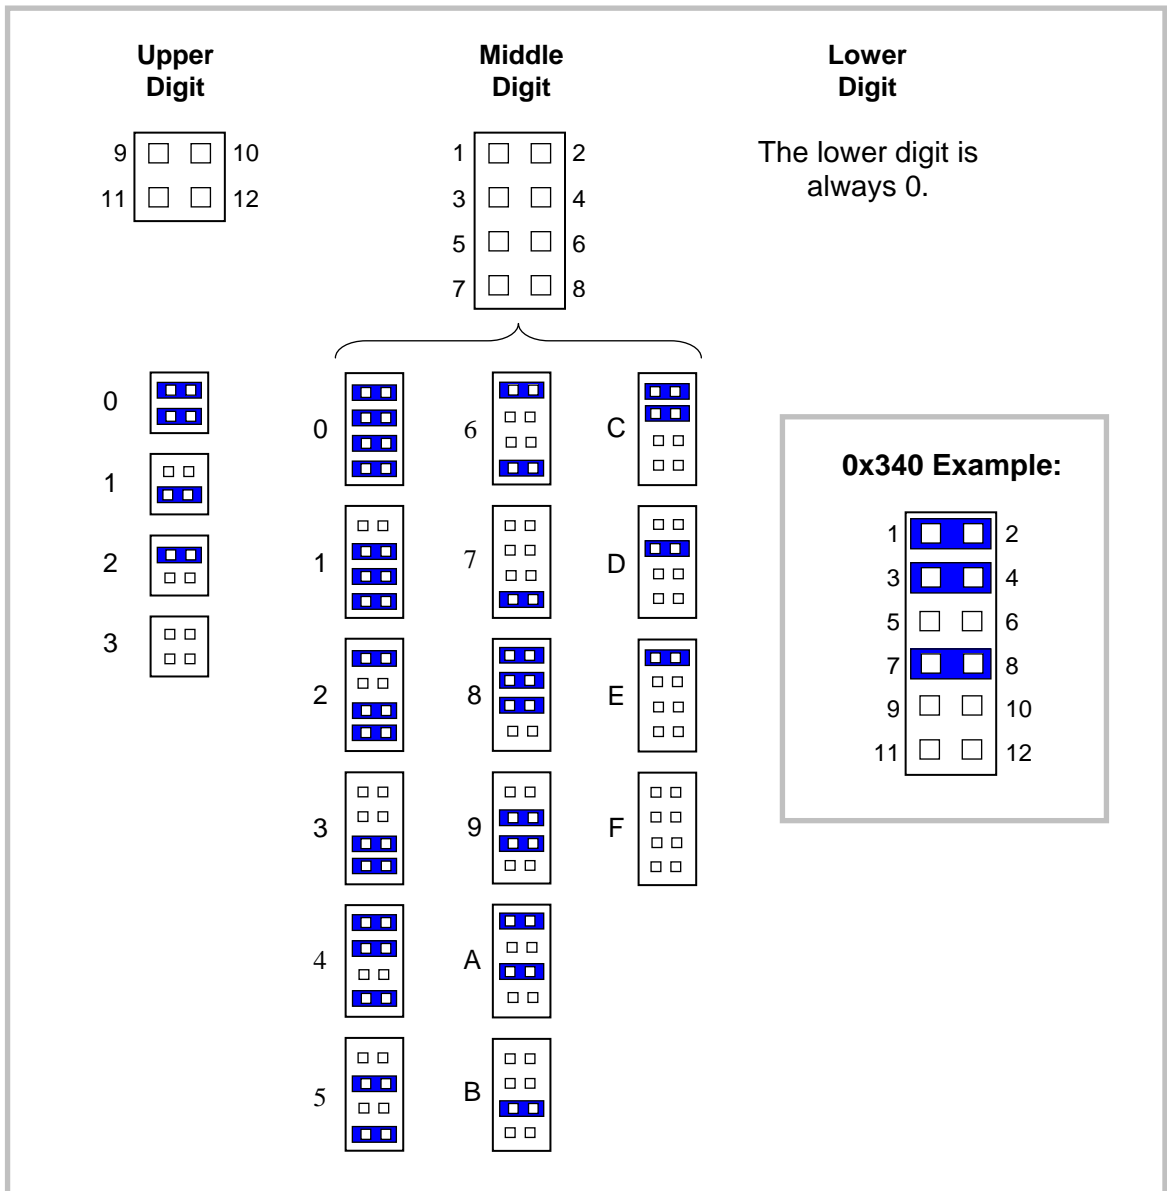 Upper
Digit
Middle
Digit
Lower
Digit
9 10
11 12
1 2
3 4
5 6
7 8
The lower digit is
always 0.
0
1
2
3
0
1
2
3
4
5
6
7
8
9
A
B
C
D
E
F
0x340 Example:
1 2
3 4
5 6
7 8
9 10
11 12